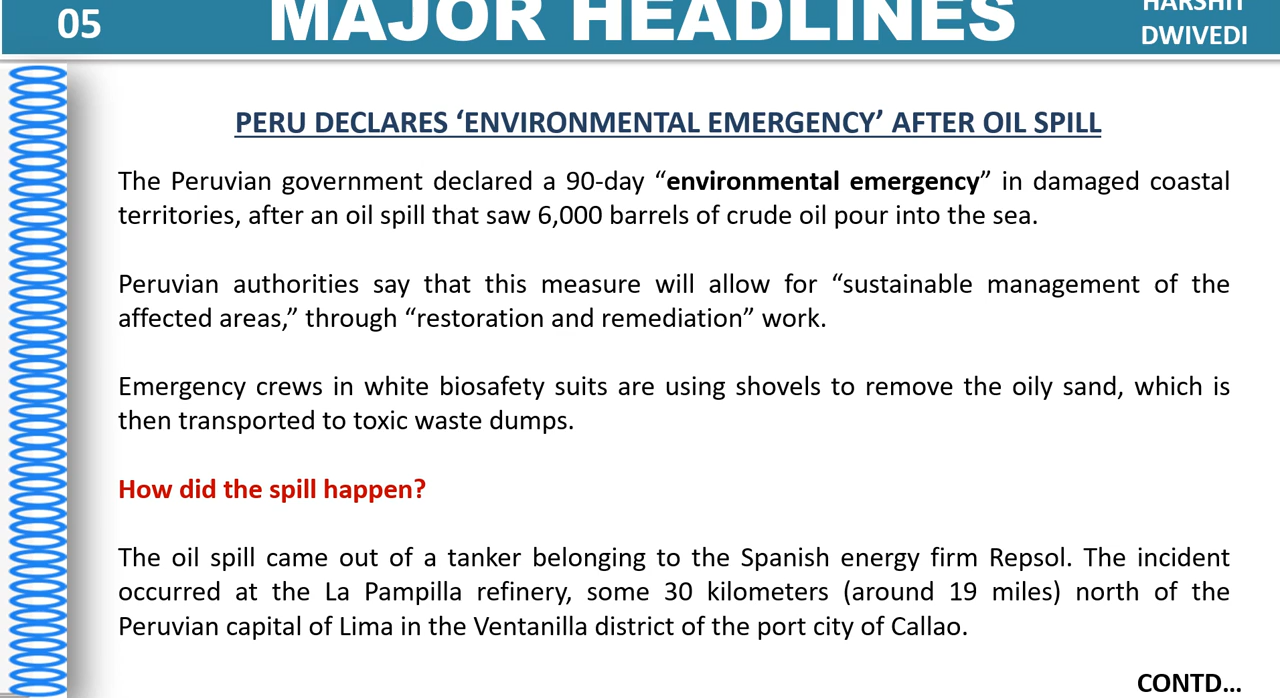 05
MAJOR HEADLINES
HARSHIT
DWIVEDI
PERU DECLARES ‘ENVIRONMENTAL EMERGENCY’ AFTER OIL SPILL
The Peruvian government declared a 90-day “environmental emergency” in damaged coastal
territories, after an oil spill that saw 6,000 barrels of crude oil pour into the sea.
Peruvian authorities say that this measure will allow for “sustainable management of the
affected areas,” through “restoration and remediation” work.
Emergency crews in white biosafety suits are using shovels to remove the oily sand, which is
then transported to toxic waste dumps.
How did the spill happen?
The oil spill came out of a tanker belonging to the Spanish energy firm Repsol. The incident
occurred at the La Pampilla refinery, some 30 kilometers (around 19 miles) north of the
Peruvian capital of Lima in the Ventanilla district of the port city of Callao.
CONTD...